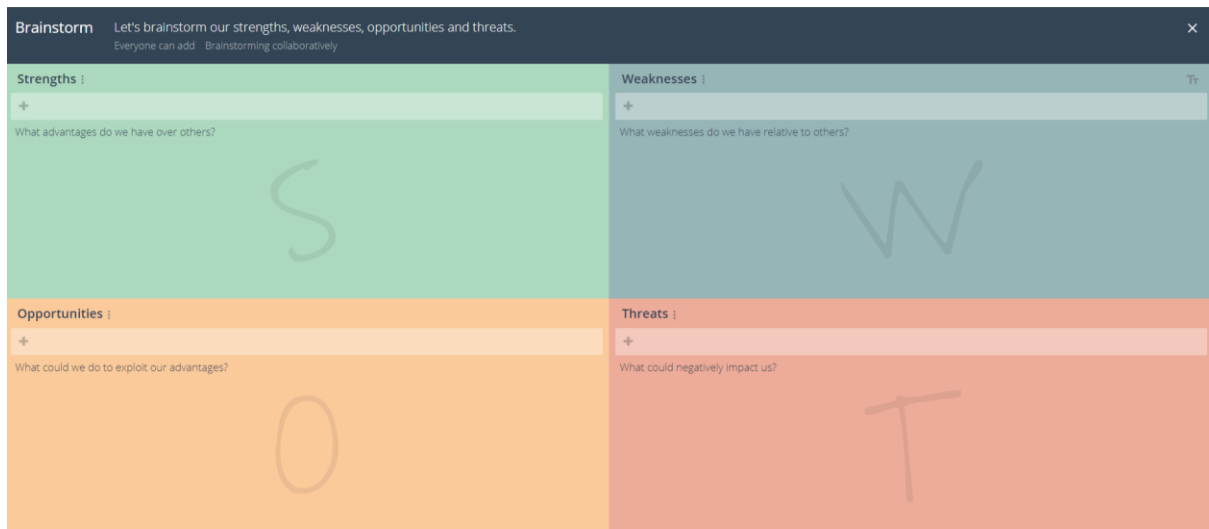 Brainstorm
Let's brainstorm our strengths, weaknesses, opportunities and threats.
Everyone can add Brainstorming collaboratively
Strengths
+
What advantages do we have over others?
S
Weaknesses
Tт
+
What weaknesses do we have relative to others?
W
Opportunities
+
What could we do to exploit our advantages?
O
Threats
+
What could negatively impact us?
T